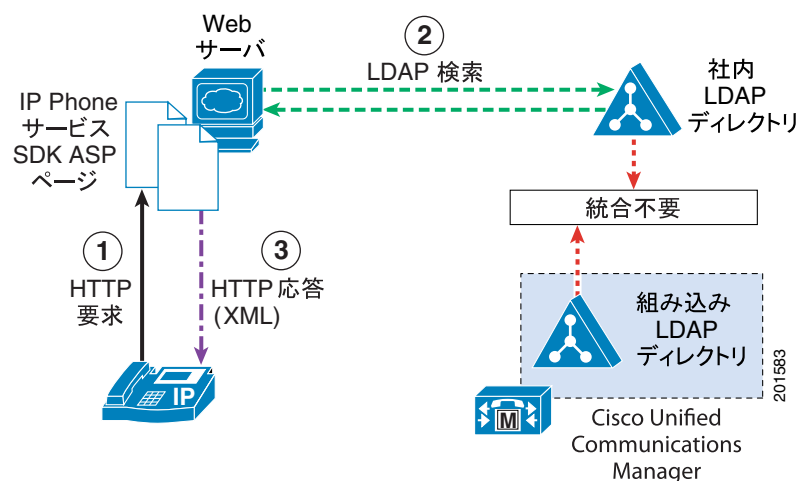 Web
サーバ
IP Phone
サービス
SDK ASP
ページ
2
LDAP 検索
社内
LDAP
ディレクトリ
統合不要
1
HTTP
要求
3
HTTP 応答
(XML)
IP
組み込み
LDAP
ディレクトリ
M
Cisco Unified
Communications
Manager
201583